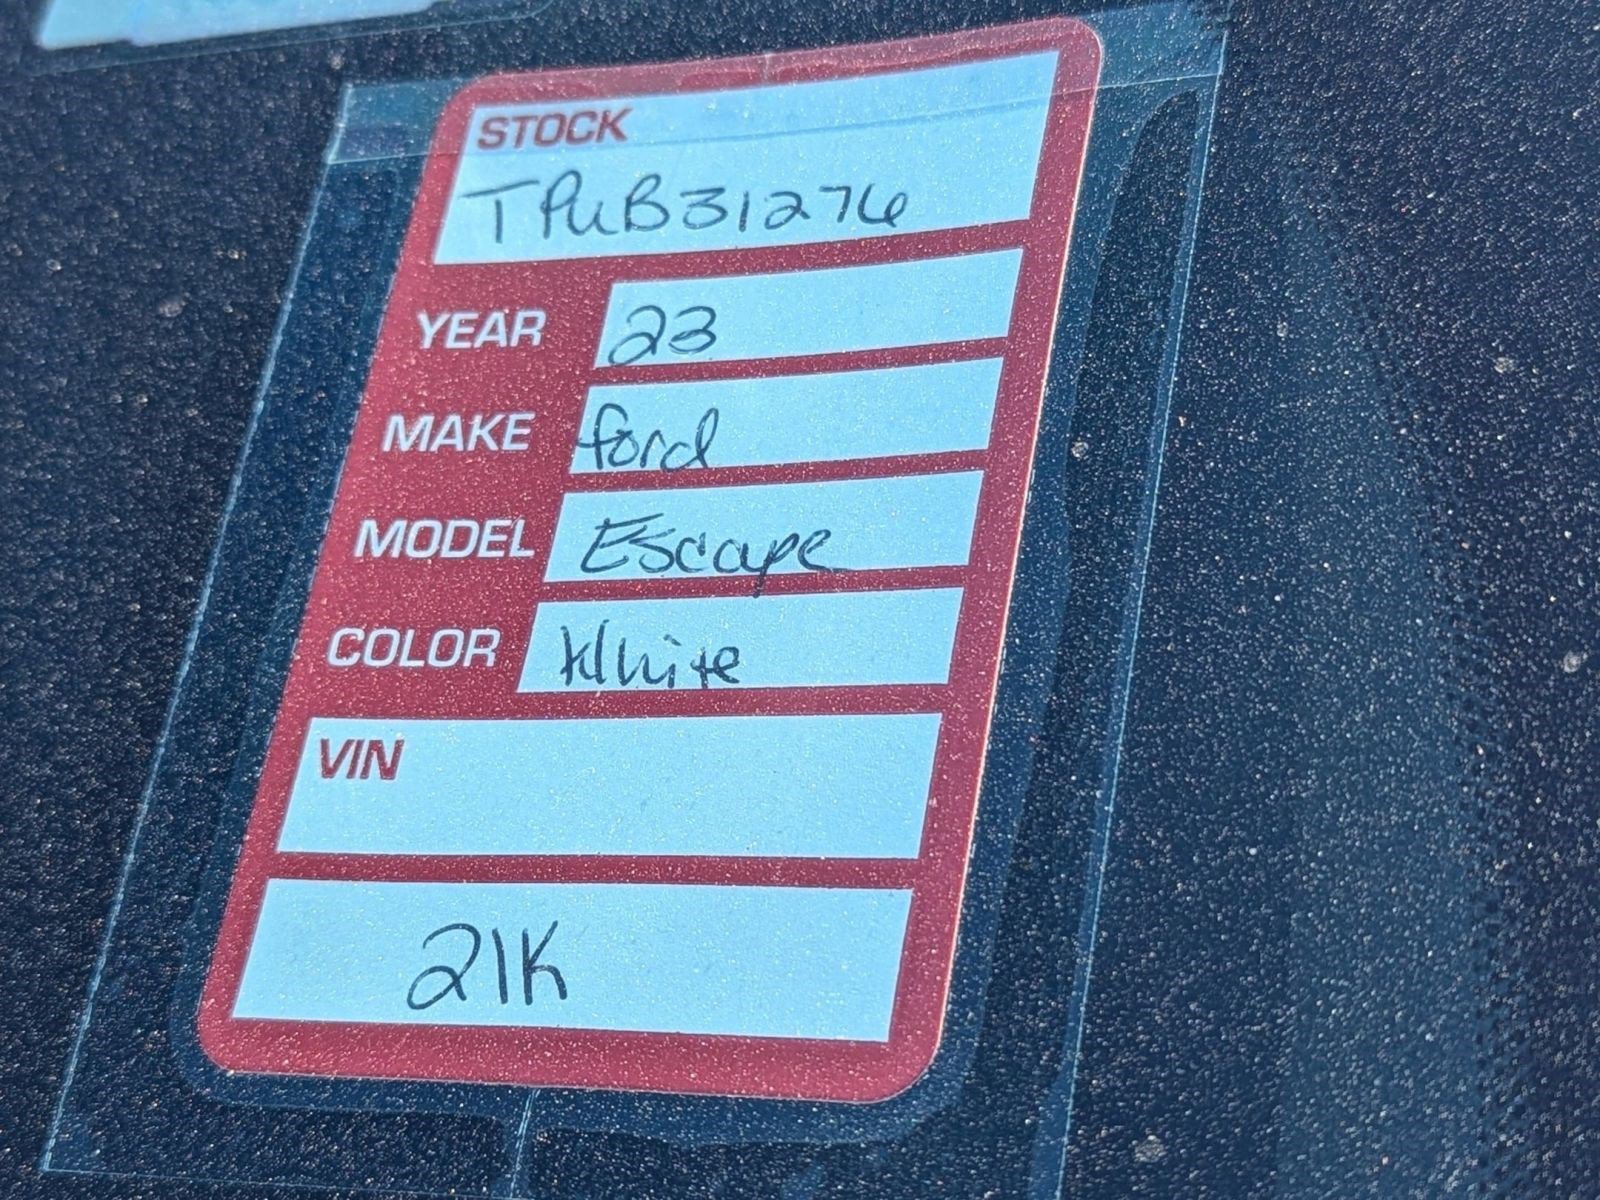 STOCK
TPUB31276
YEAR 23
MAKE ford
MODEL Escape
COLOR White
VIN
21K